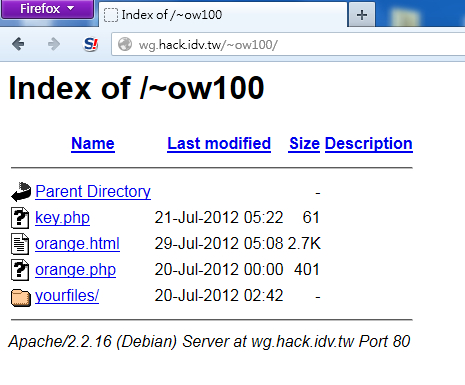 Firefox
Index of /~ow100
wg.hack.idv.tw/~ow100/
Index of /~ow100
Name Last modified Size Description
Parent Directory -
key.php 21-Jul-2012 05:22 61
orange.html 29-Jul-2012 05:08 2.7K
orange.php 20-Jul-2012 00:00 401
yourfiles/ 20-Jul-2012 02:42 -
Apache/2.2.16 (Debian) Server at wg.hack.idv.tw Port 80